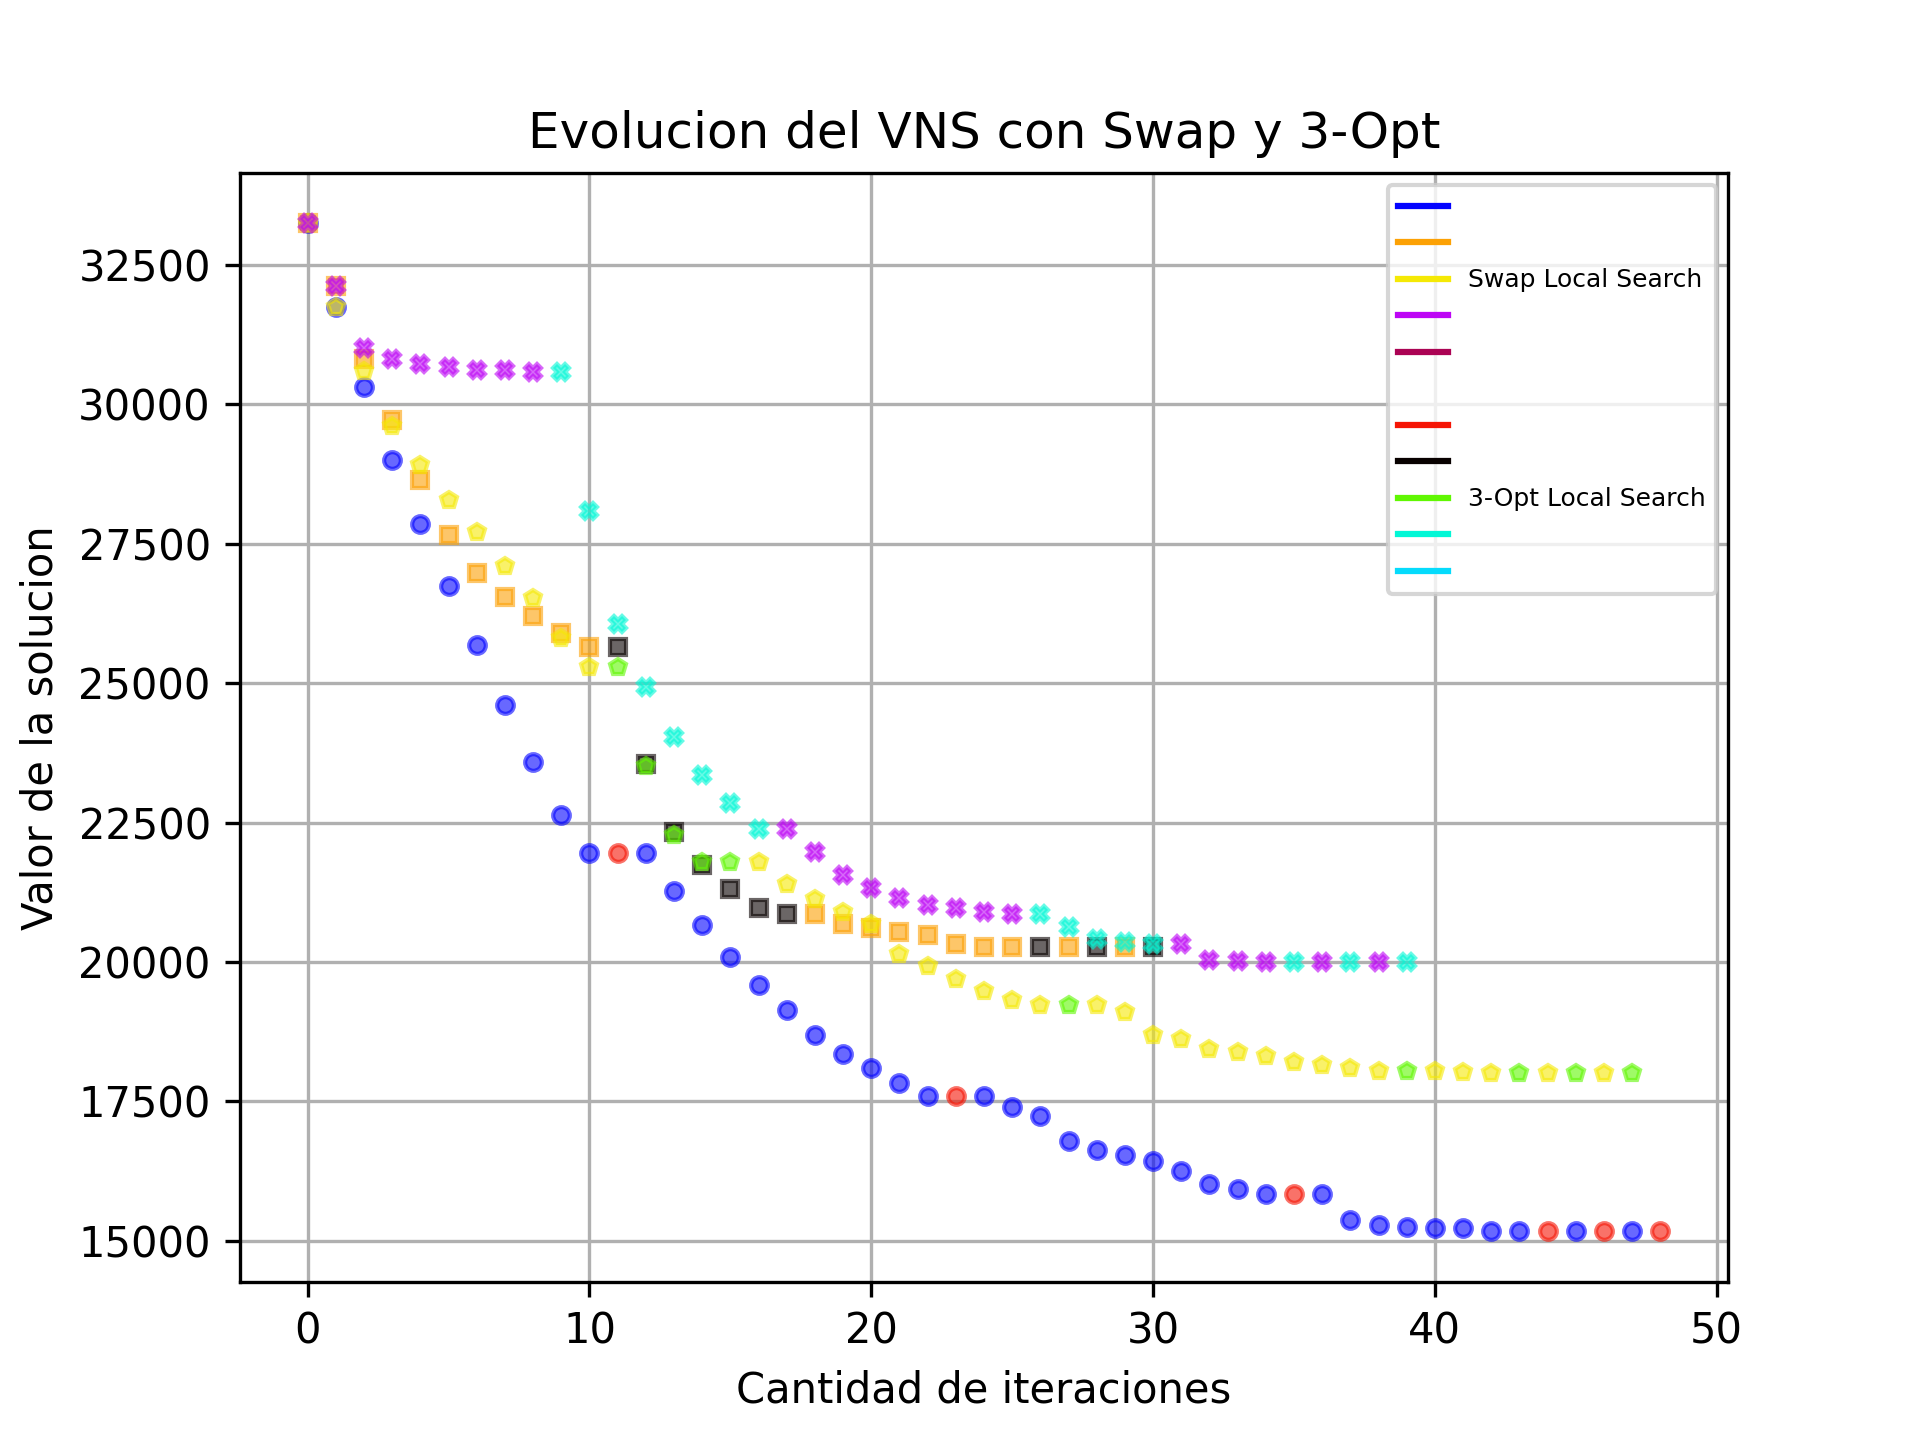 Evolucion del VNS con Swap y 3-Opt
Valor de la solucion
32500
30000
27500
25000
22500
20000
17500
15000
Swap Local Search
3-Opt Local Search
0 10 20 30 40 50
Cantidad de iteraciones